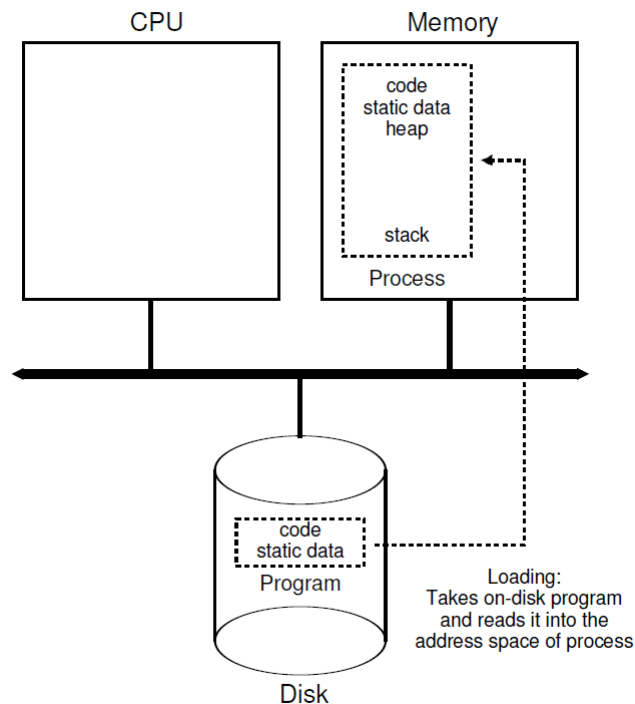 CPU
Memory
code
static data
heap
stack
Process
code
static data
Program
Loading:
Takes on-disk program
and reads it into the
address space of process
Disk